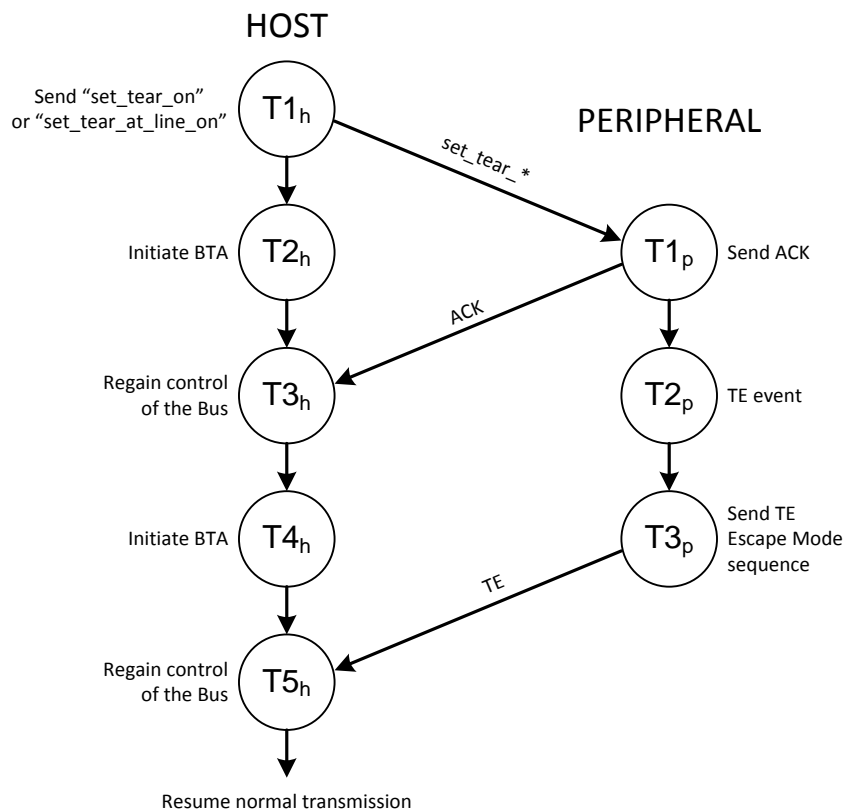 HOST
Send “set_tear_on”
or “set_tear_at_line_on”
T1h
PERIPHERAL
set_tear_ *
Initiate BTA
T2h
T1p
Send ACK
ACK
Regain control
of the Bus
T3h
T2p
TE event
Initiate BTA
T4h
T3p
Send TE
Escape Mode
sequence
TE
Regain control
of the Bus
T5h
Resume normal transmission